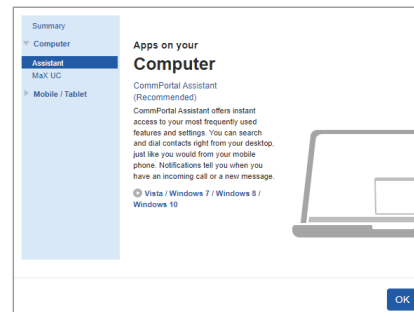 Summary
Computer
Assistant
MaX UC
Mobile / Tablet
Apps on your
Computer
CommPortal Assistant
(Recommended)
CommPortal Assistant offers instant
access to your most frequently used
features and settings. You can search
and dial contacts right from your desktop,
just like you would from your mobile
phone. Notifications tell you when you
have an incoming call or a new message.
Vista / Windows 7 / Windows 8 /
Windows 10
OK